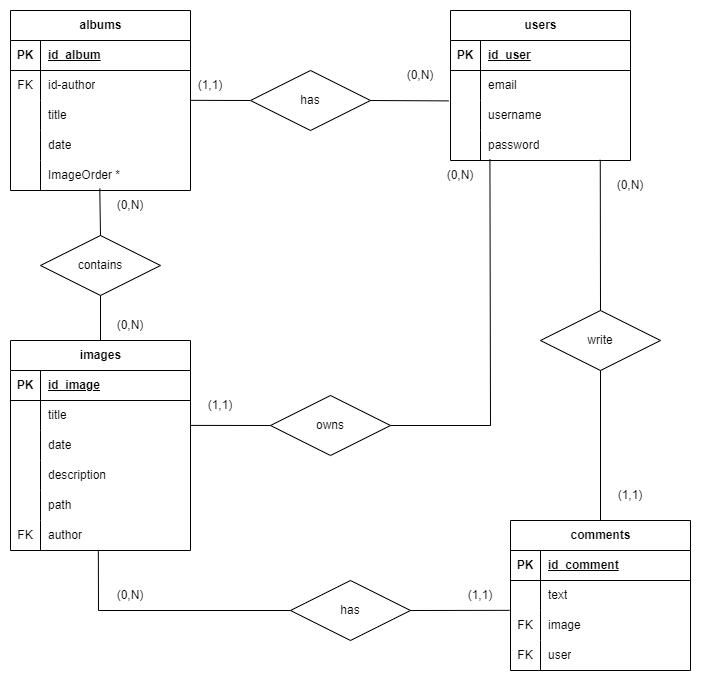 albums
PK id_album
FK id-author
title
date
ImageOrder *
(1,1)
has
(0,N)
users
PK id_user
email
username
password
(0,N)
(0,N)
(0,N)
contains
(0,N)
write
images
PK id_image
title
date
description
path
FK author
(1,1)
owns
(1,1)
comments
PK id_comment
text
FK image
FK user
(0,N)
has
(1,1)